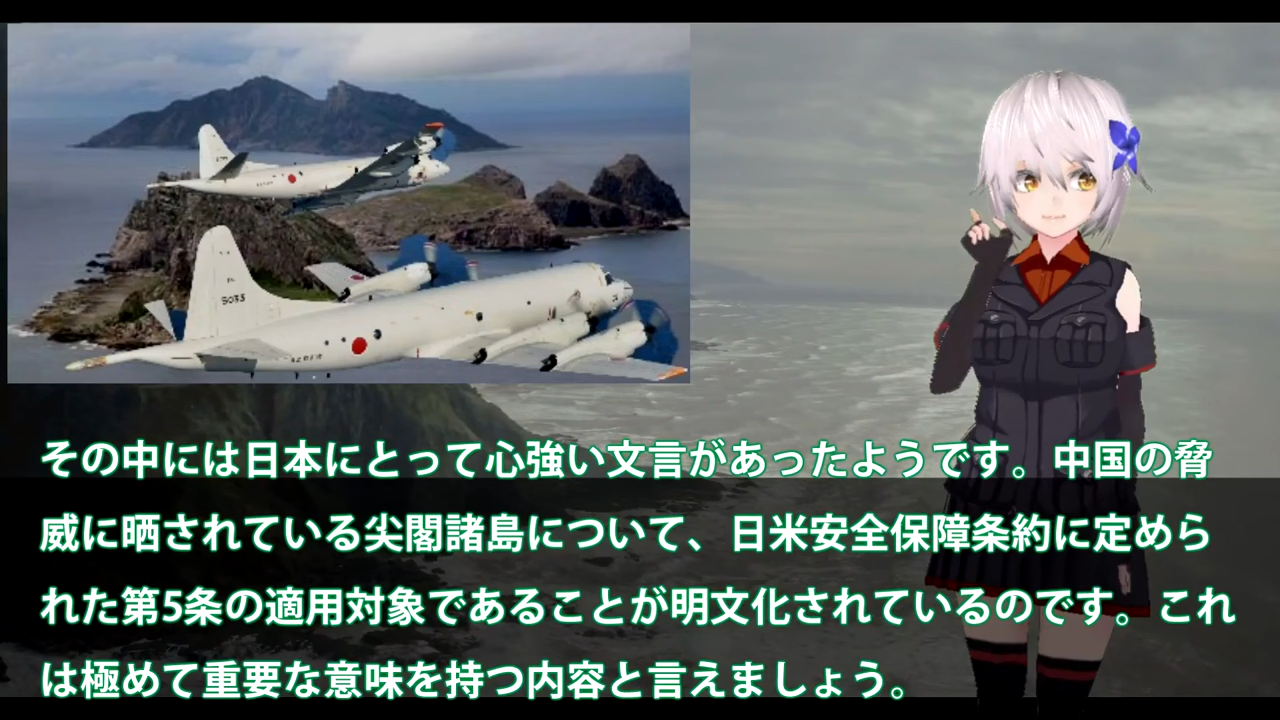 5033
その中には日本にとって心強い文言があったようです。中国の脅
威に晒されている尖閣諸島について、日米安全保障条約に定めら
れた第5条の適用対象であることが明文化されているのです。これ
は極めて重要な意味を持つ内容と言えましょう。